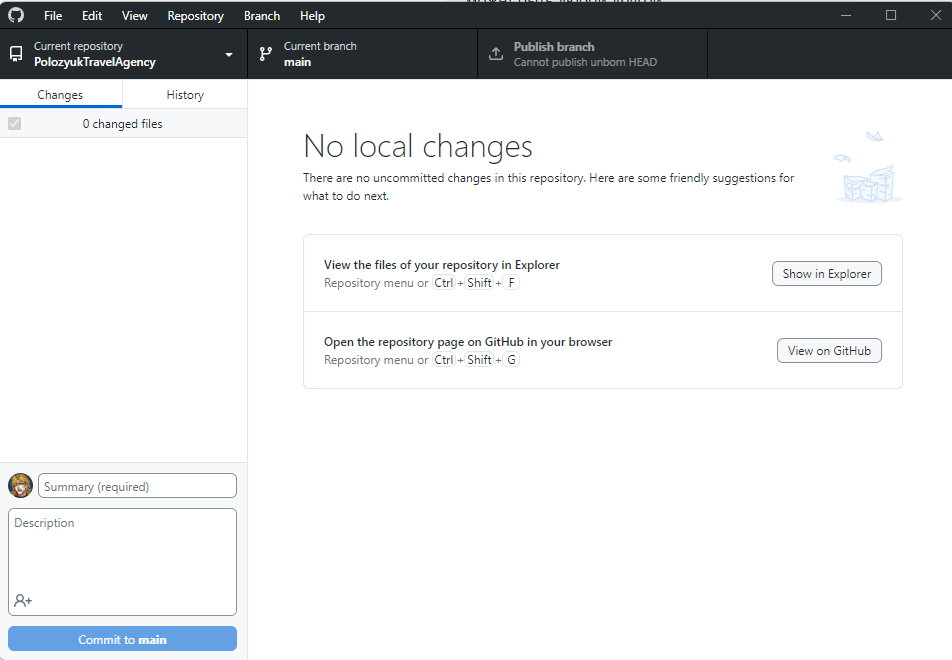 File Edit View Repository Branch Help
Current repository
PolozyukTravelAgency
Current branch
main
Publish branch
Cannot publish unborn HEAD
Changes
History
0 changed files
No local changes
There are no uncommitted changes in this repository. Here are some friendly suggestions for
what to do next.
View the files of your repository in Explorer
Repository menu or Ctrl + Shift + F
Show in Explorer
Open the repository page on GitHub in your browser
Repository menu or Ctrl + Shift + G
View on GitHub
Summary (required)
Description
Commit to main